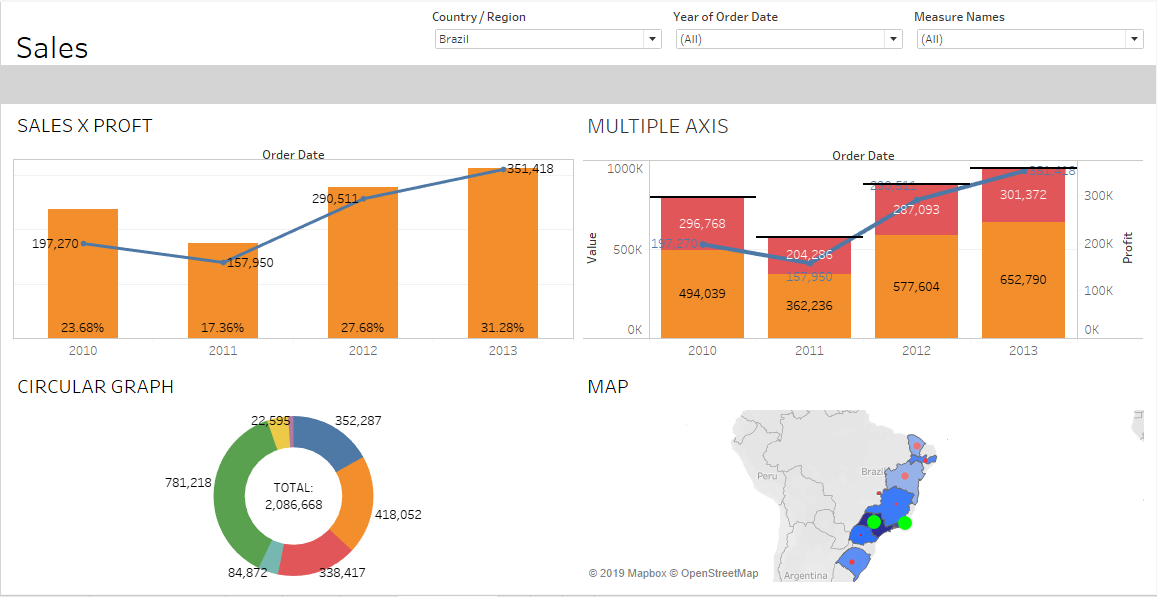 Country / Region
Year of Order Date
Measure Names
Sales
Brazil
(All)
(All)
SALES X PROFT
Order Date
351,418
290,511
197,270
157,950
23.68%
17.36%
27.68%
31.28%
2010
2011
2012
2013
MULTIPLE AXIS
Order Date
1000K
500K
0K
Value
300K
200K
100K
0K
Profit
351,418
290,511
301,372
287,093
296,768
197,270
204,286
157,950
494,039
362,236
577,604
652,790
2010
2011
2012
2013
CIRCULAR GRAPH
22,595
352,287
781,218
TOTAL:
2,086,668
418,052
84,872
338,417
MAP
Peru
Brazil
Argentina
© 2019 Mapbox © OpenStreetMap